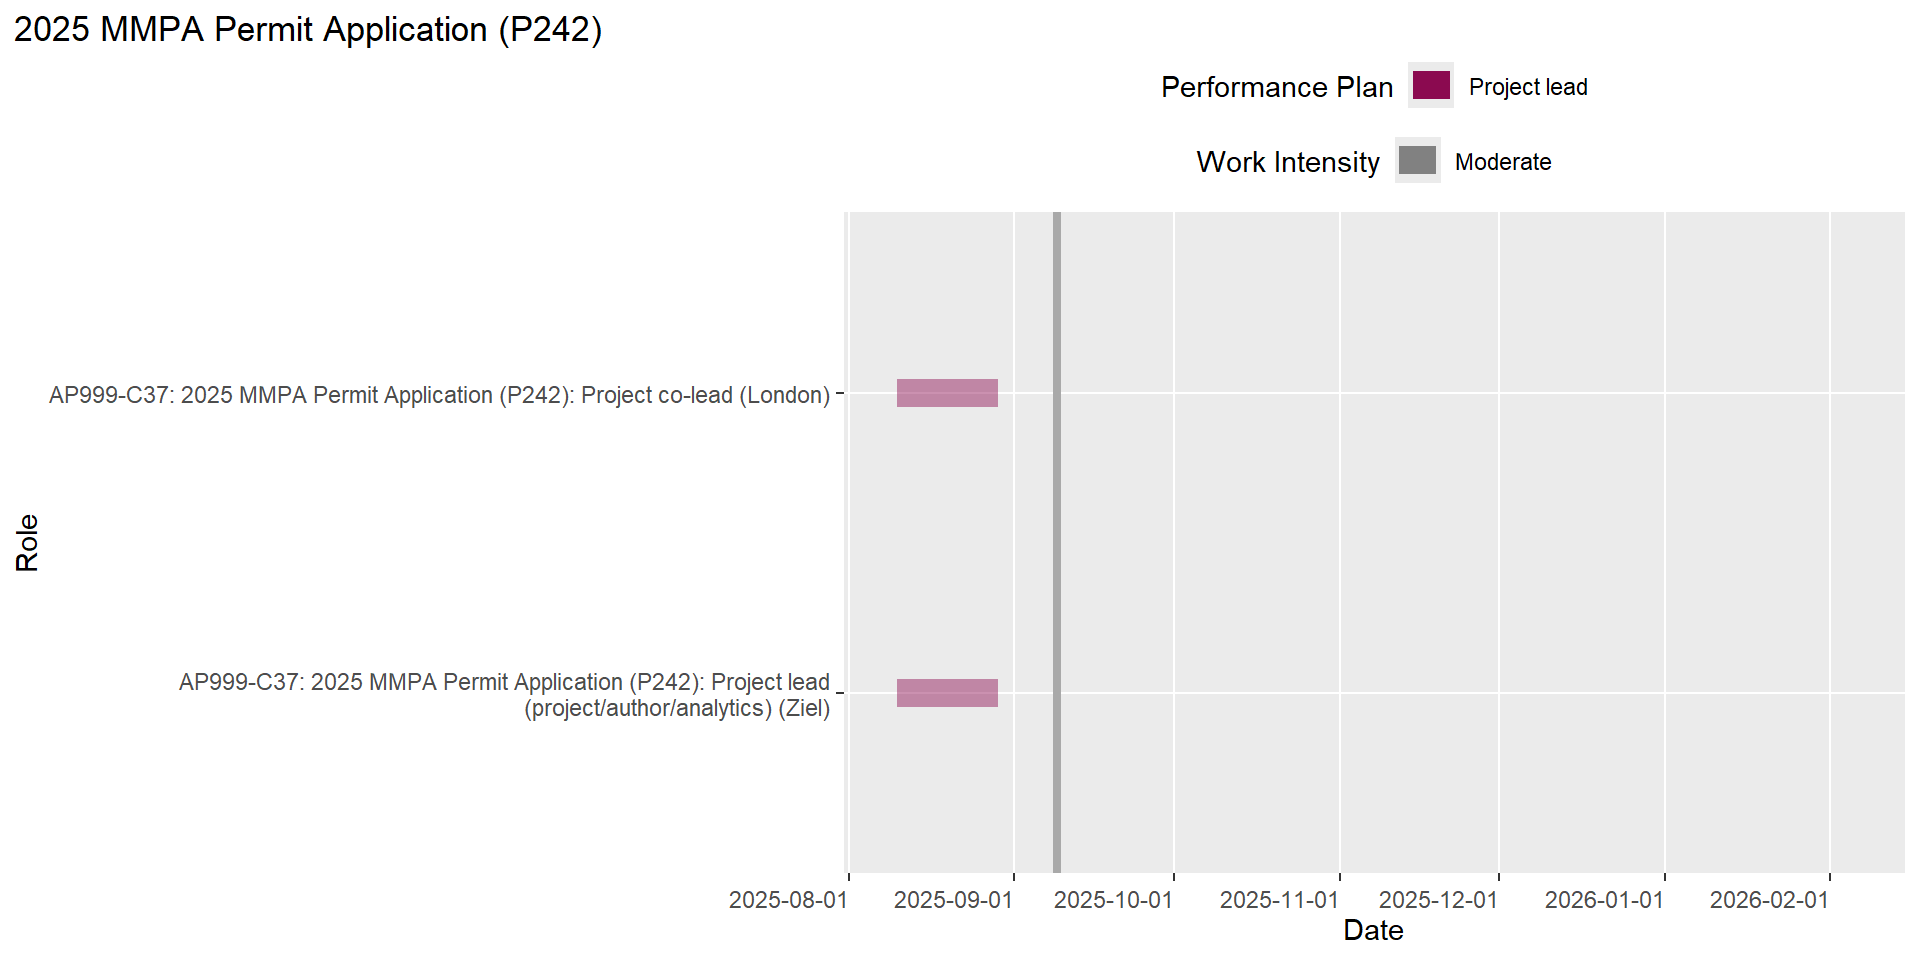 2025 MMPA Permit Application (P242)
Performance Plan
Project lead
Work Intensity
Moderate
AP999-C37: 2025 MMPA Permit Application (P242): Project co-lead (London)
Role
AP999-C37: 2025 MMPA Permit Application (P242): Project lead
(project/author/analytics) (Ziel)
2025-08-01
2025-09-01
2025-10-01
2025-11-01
2025-12-01
2026-01-01
2026-02-01
Date